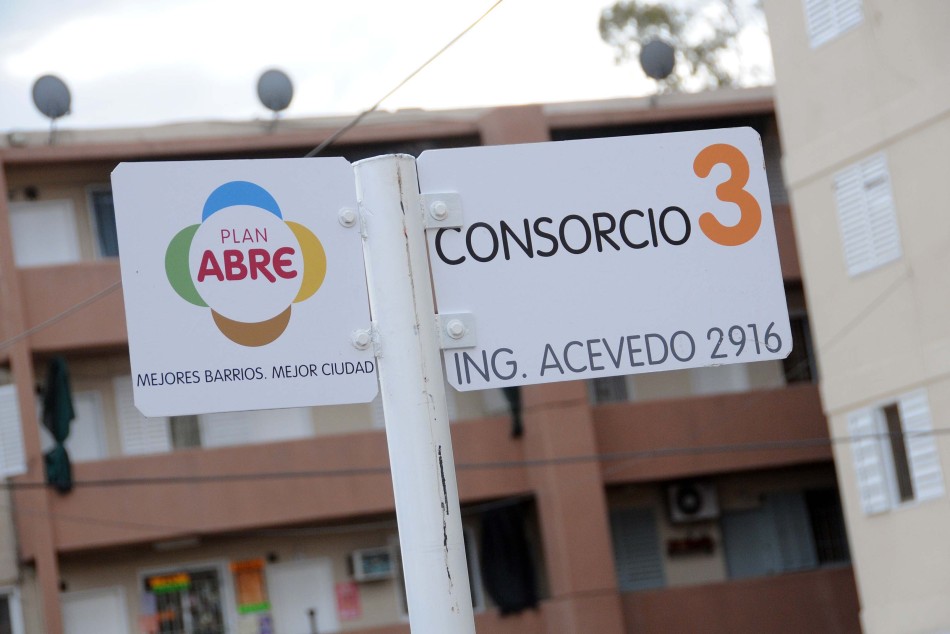 PLAN
ABRE
MEJORES BARRIOS. MEJOR CIUDAD
CONSORCIO 3
ING. ACEVEDO 2916